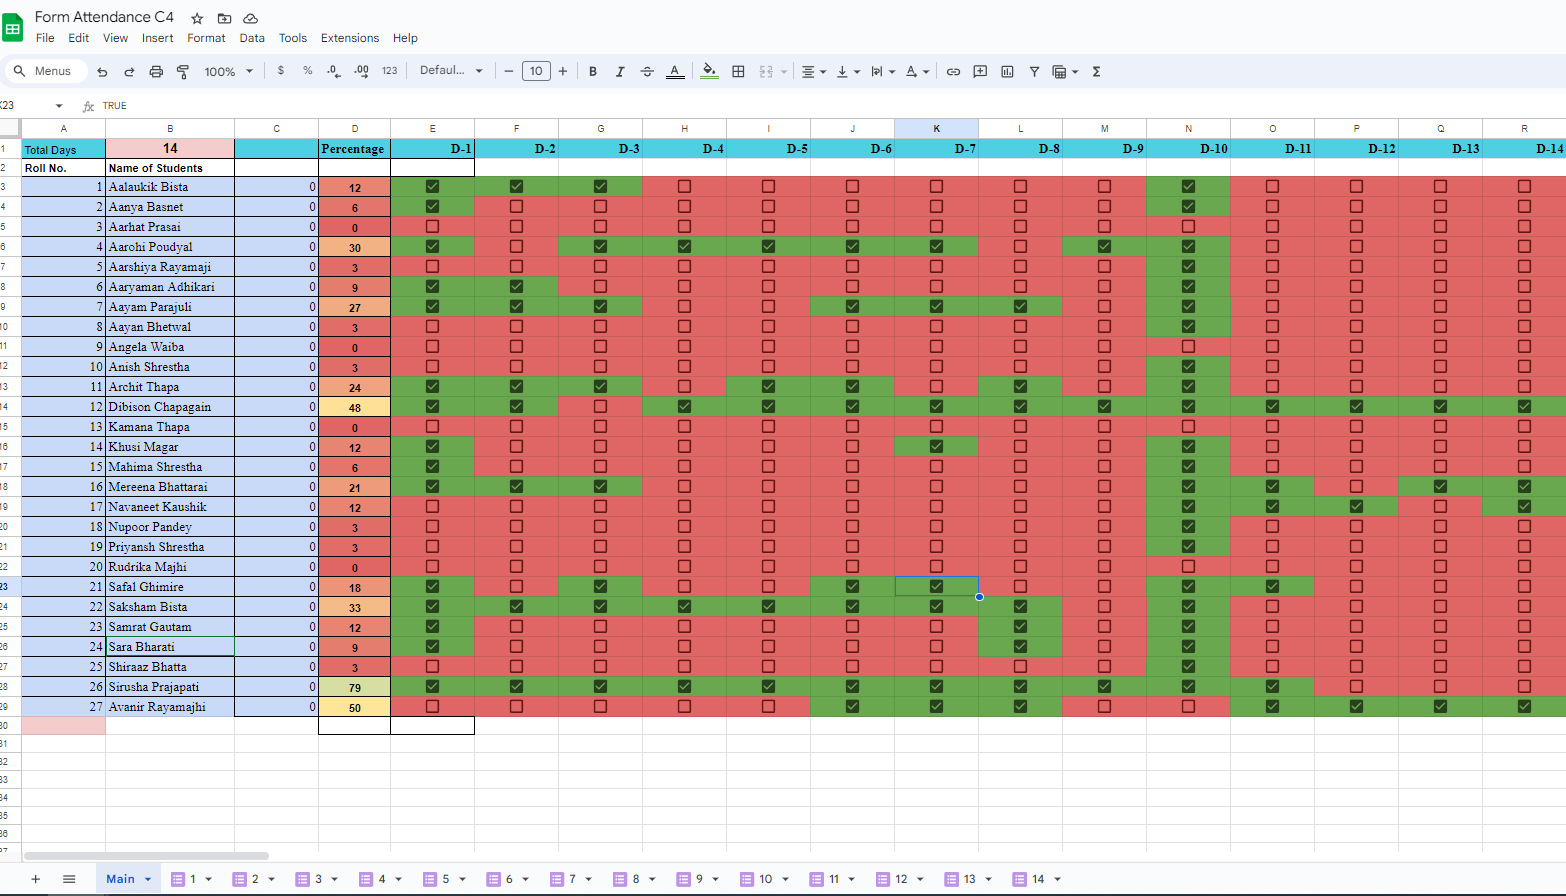 Form Attendance C4
File Edit View Insert Format Data Tools Extensions Help
Menus 100% $ % .0 .00 123 Defaul... − 10 + B I A Σ
fx TRUE
A B C D E F G H I J K L M N O P Q R
1 Total Days 14 Percentage D-1 D-2 D-3 D-4 D-5 D-6 D-7 D-8 D-9 D-10 D-11 D-12 D-13 D-14
2 Roll No. Name of Students
3 1 Aalaukik Bista 0 12
4 2 Aanya Basnet 0 6
5 3 Aarhat Prasai 0 0
6 4 Aarohi Poudyal 0 30
7 5 Aarshiya Rayamaji 0 3
8 6 Aaryaman Adhikari 0 9
9 7 Aayam Parajuli 0 27
10 8 Aayan Bhetwal 0 3
11 9 Angela Waiba 0 0
12 10 Anish Shrestha 0 3
13 11 Archit Thapa 0 24
14 12 Dibison Chapagain 0 48
15 13 Kamana Thapa 0 0
16 14 Khusi Magar 0 12
17 15 Mahima Shrestha 0 6
18 16 Mereena Bhattarai 0 21
19 17 Navaneet Kaushik 0 12
20 18 Nupoor Pandey 0 3
21 19 Priyansh Shrestha 0 3
22 20 Rudrika Majhi 0 0
23 21 Safal Ghimire 0 18
24 22 Saksham Bista 0 33
25 23 Samrat Gautam 0 12
26 24 Sara Bharati 0 9
27 25 Shiraaz Bhatta 0 3
28 26 Sirusha Prajapati 0 79
29 27 Avanir Rayamajhi 0 50
30
31
32
33
34
35
36
+ Main 1 2 3 4 5 6 7 8 9 10 11 12 13 14